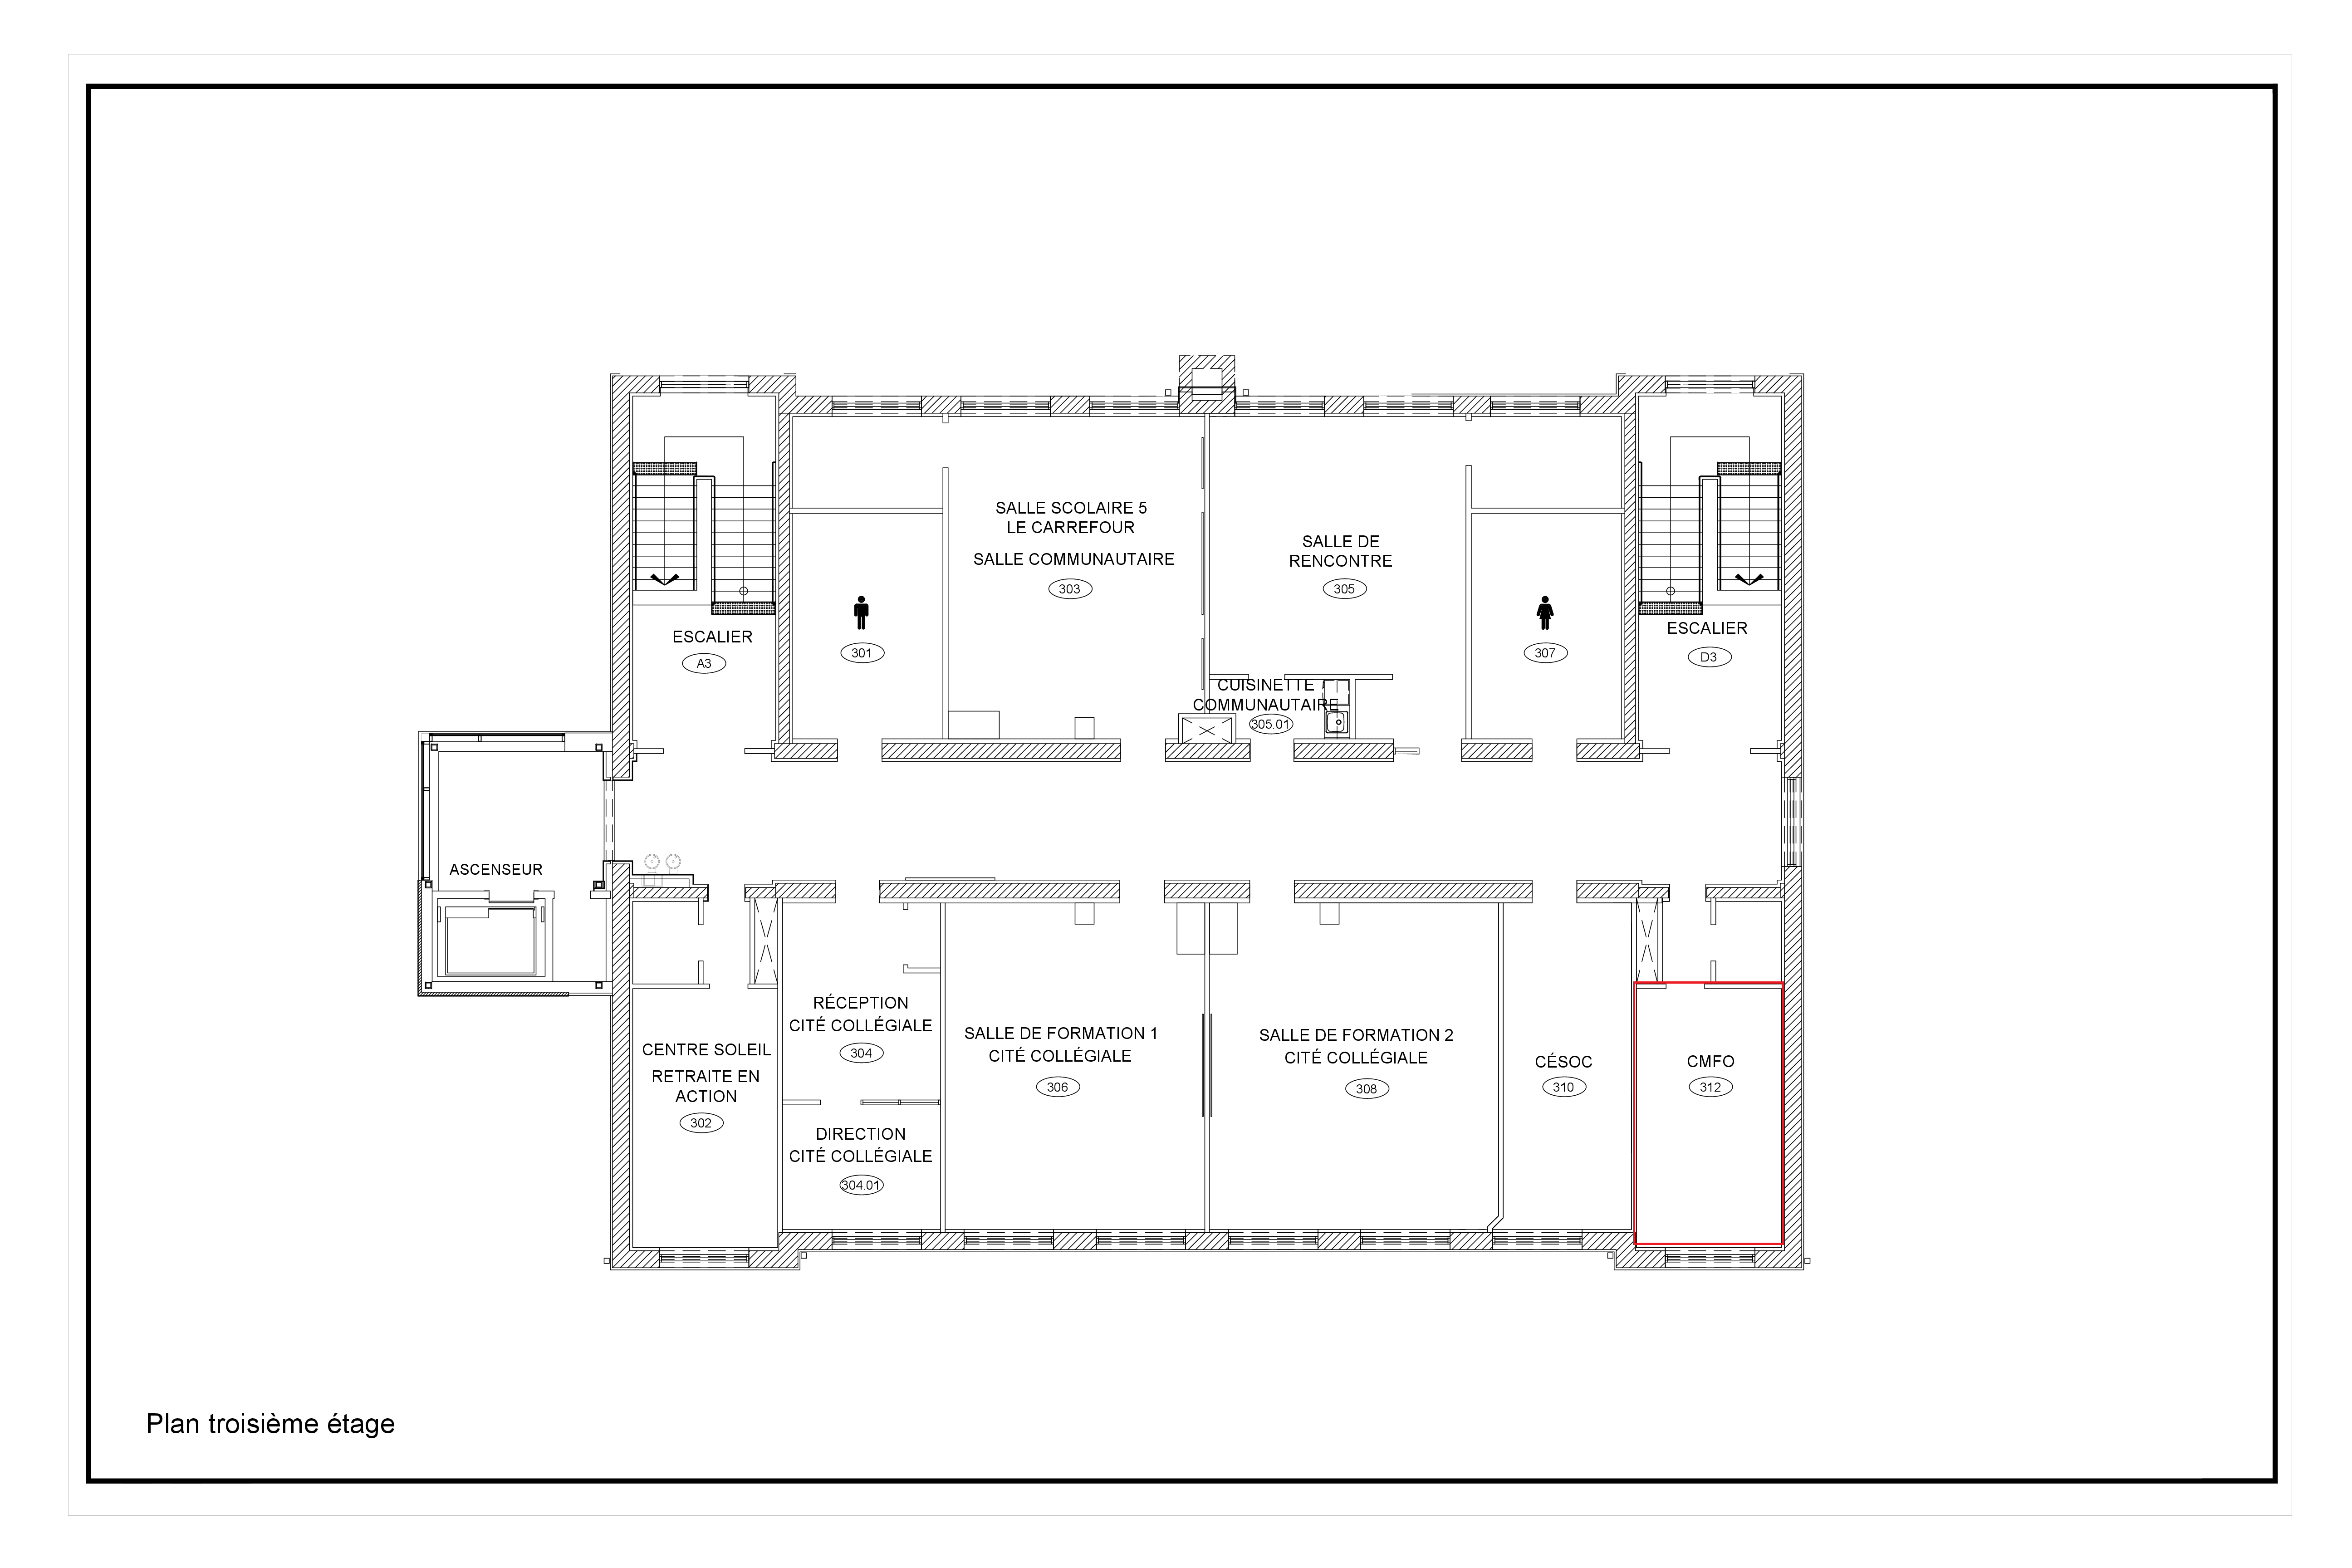 SALLE SCOLAIRE 5
LE CARREFOUR
SALLE COMMUNAUTAIRE
303
SALLE DE
RENCONTRE
305
301
307
ESCALIER
A3
ESCALIER
D3
CUISINETTE
COMMUNAUTAIRE
305.01
ASCENSEUR
CENTRE SOLEIL
RETRAITE EN
ACTION
302
RÉCEPTION
CITÉ COLLÉGIALE
304
DIRECTION
CITÉ COLLÉGIALE
304.01
SALLE DE FORMATION 1
CITÉ COLLÉGIALE
306
SALLE DE FORMATION 2
CITÉ COLLÉGIALE
308
CÉSOC
310
CMFO
312
Plan troisième étage